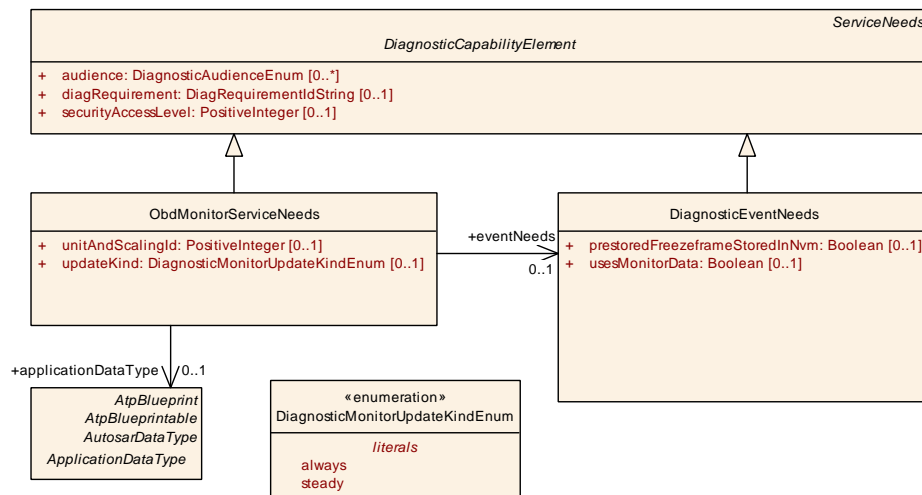 ServiceNeeds
DiagnosticCapabilityElement
+ audience: DiagnosticAudienceEnum [0..*]
+ diagRequirement: DiagRequirementIdString [0..1]
+ securityAccessLevel: PositiveInteger [0..1]
ObdMonitorServiceNeeds
+ unitAndScalingId: PositiveInteger [0..1]
+ updateKind: DiagnosticMonitorUpdateKindEnum [0..1]
+eventNeeds
0..1
DiagnosticEventNeeds
+ prestoredFreezeframeStoredInNvm: Boolean [0..1]
+ usesMonitorData: Boolean [0..1]
+applicationDataType
0..1
AtpBlueprint
AtpBlueprintable
AutosarDataType
ApplicationDataType
«enumeration»
DiagnosticMonitorUpdateKindEnum
literals
always
steady